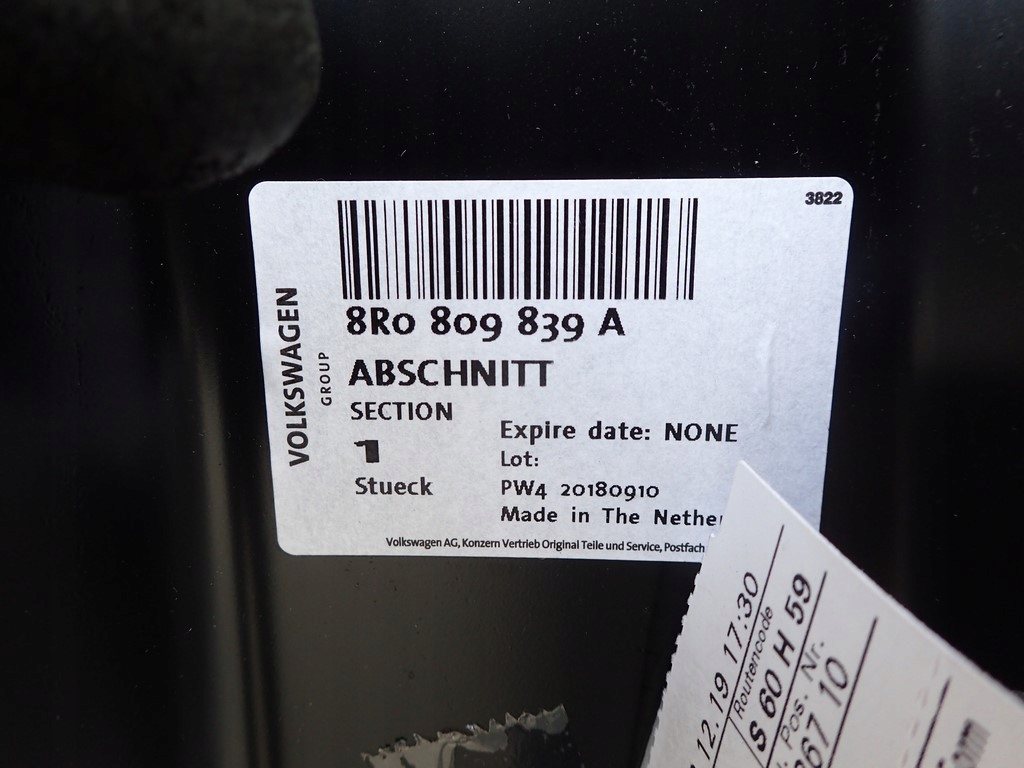 3822
VOLKSWAGEN
GROUP
8R0 809 839 A
ABSCHNITT
SECTION
1
Stueck
Expire date: NONE
Lot:
PW4 20180910
Made in The Nether
Volkswagen AG, Konzern Vertrieb Original Teile und Service, Postfach
12.19 17:30
Routencode
S 60 H 59
Pos. Nr.
667 10